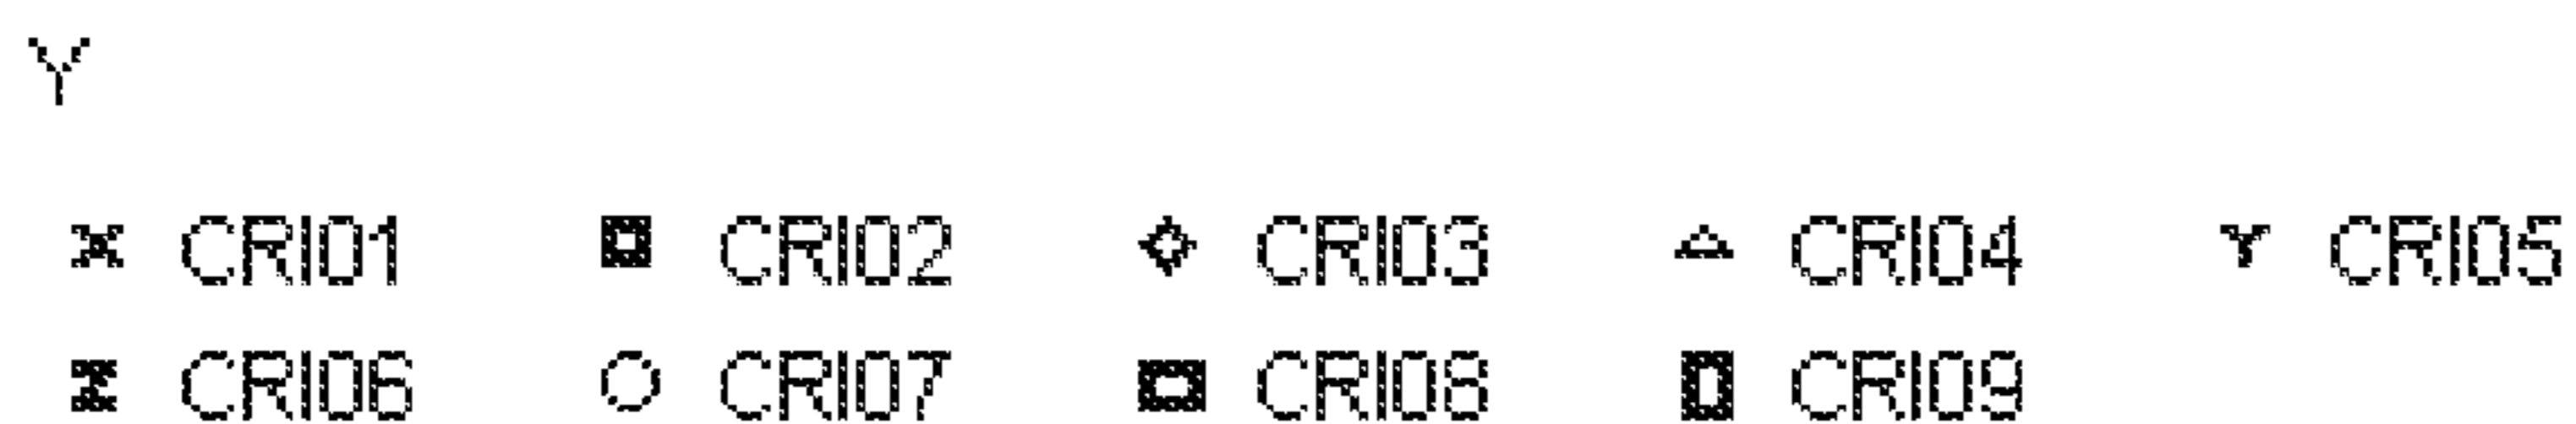 Y
CRI01 CRI02 CRI03 CRI04 CRI05
CRI06 CRI07 CRI08 CRI09